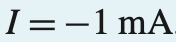 I = −1 mA.